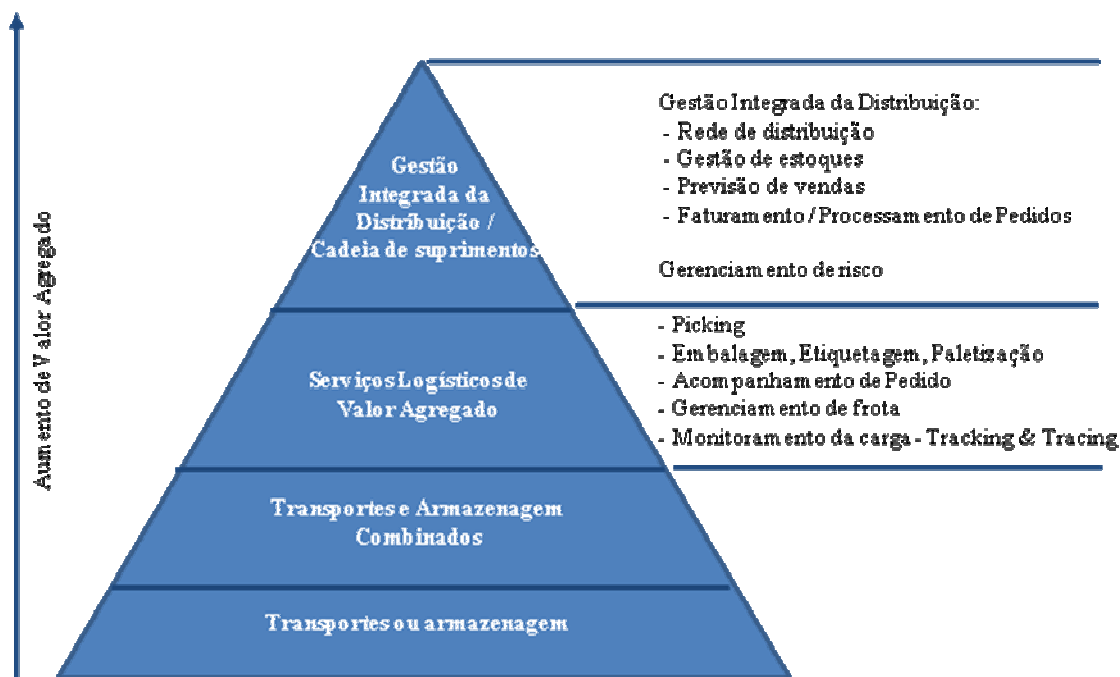 Aumento de Valor Agregado
Gestão
Integrada da
Distribuição /
Cadeia de suprimentos
Serviços Logísticos de
Valor Agregado
Transportes e Armazenagem
Combinados
Transportes ou armazenagem
Gestão Integrada da Distribuição:
- Rede de distribuição
- Gestão de estoques
- Previsão de vendas
- Faturamento / Processamento de Pedidos
Gerenciamento de risco
- Picking
- Embalagem, Etiquetagem, Paletização
- Acompanhamento de Pedido
- Gerenciamento de frota
- Monitoramento da carga - Tracking & Tracing